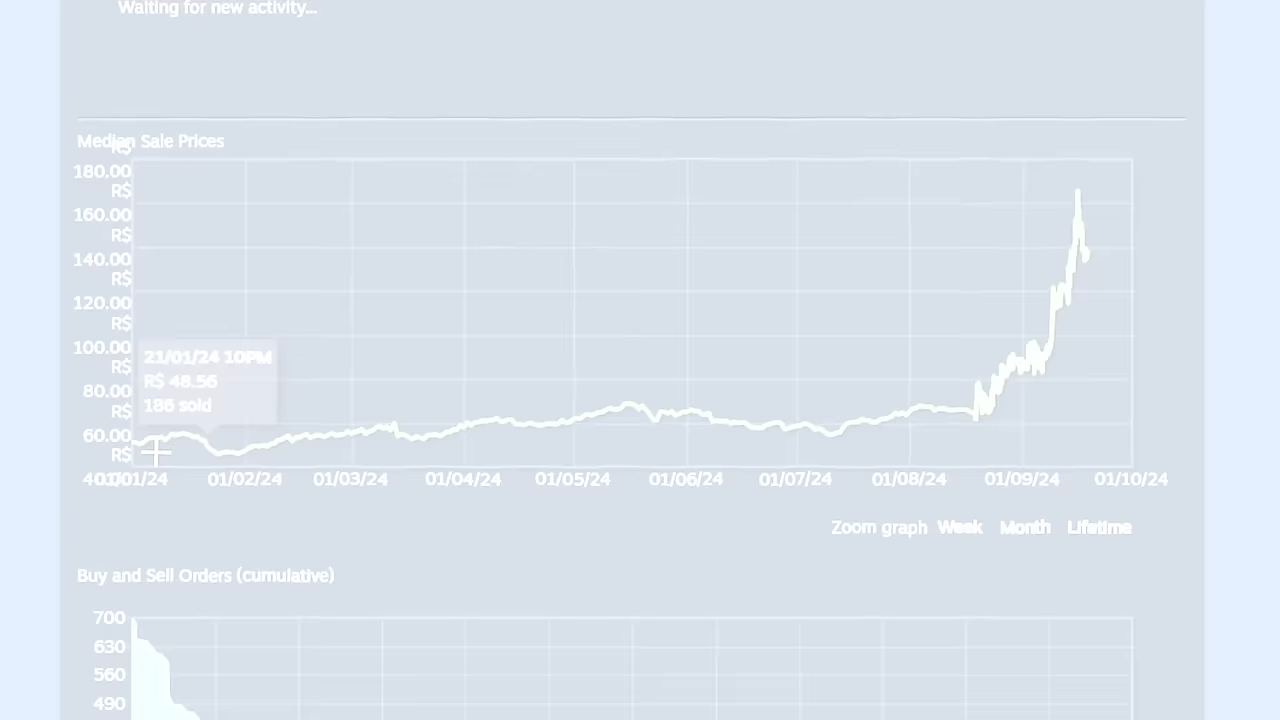 Waiting for new activity...
Median Sale Prices
R$
180.00
R$
160.00
R$
140.00
R$
120.00
R$
100.00
R$
80.00
R$
60.00
R$
40.00
21/01/24 10PM
R$ 48.56
186 sold
01/01/24 01/02/24 01/03/24 01/04/24 01/05/24 01/06/24 01/07/24 01/08/24 01/09/24 01/10/24
Zoom graph Week Month Lifetime
Buy and Sell Orders (cumulative)
700
630
560
490